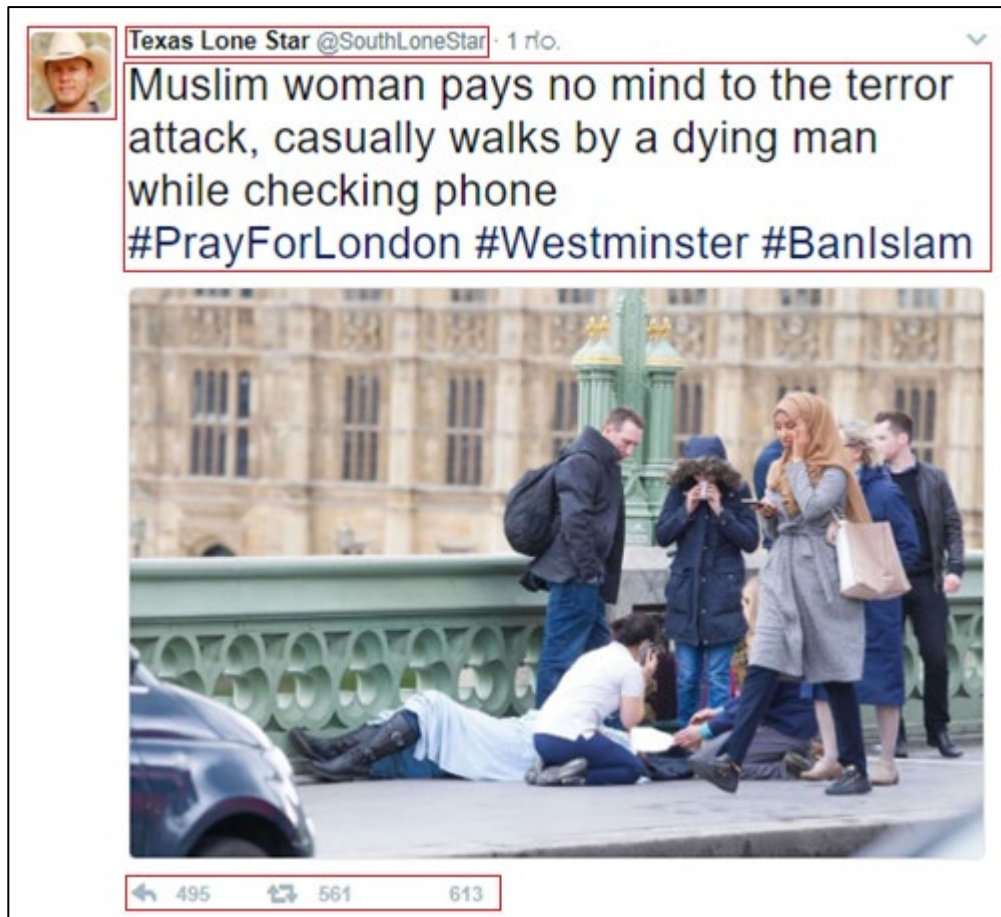 Texas Lone Star @SouthLoneStar · 1
Muslim woman pays no mind to the terror
attack, casually walks by a dying man
while checking phone
#PrayForLondon #Westminster #BanIslam
495 561 613